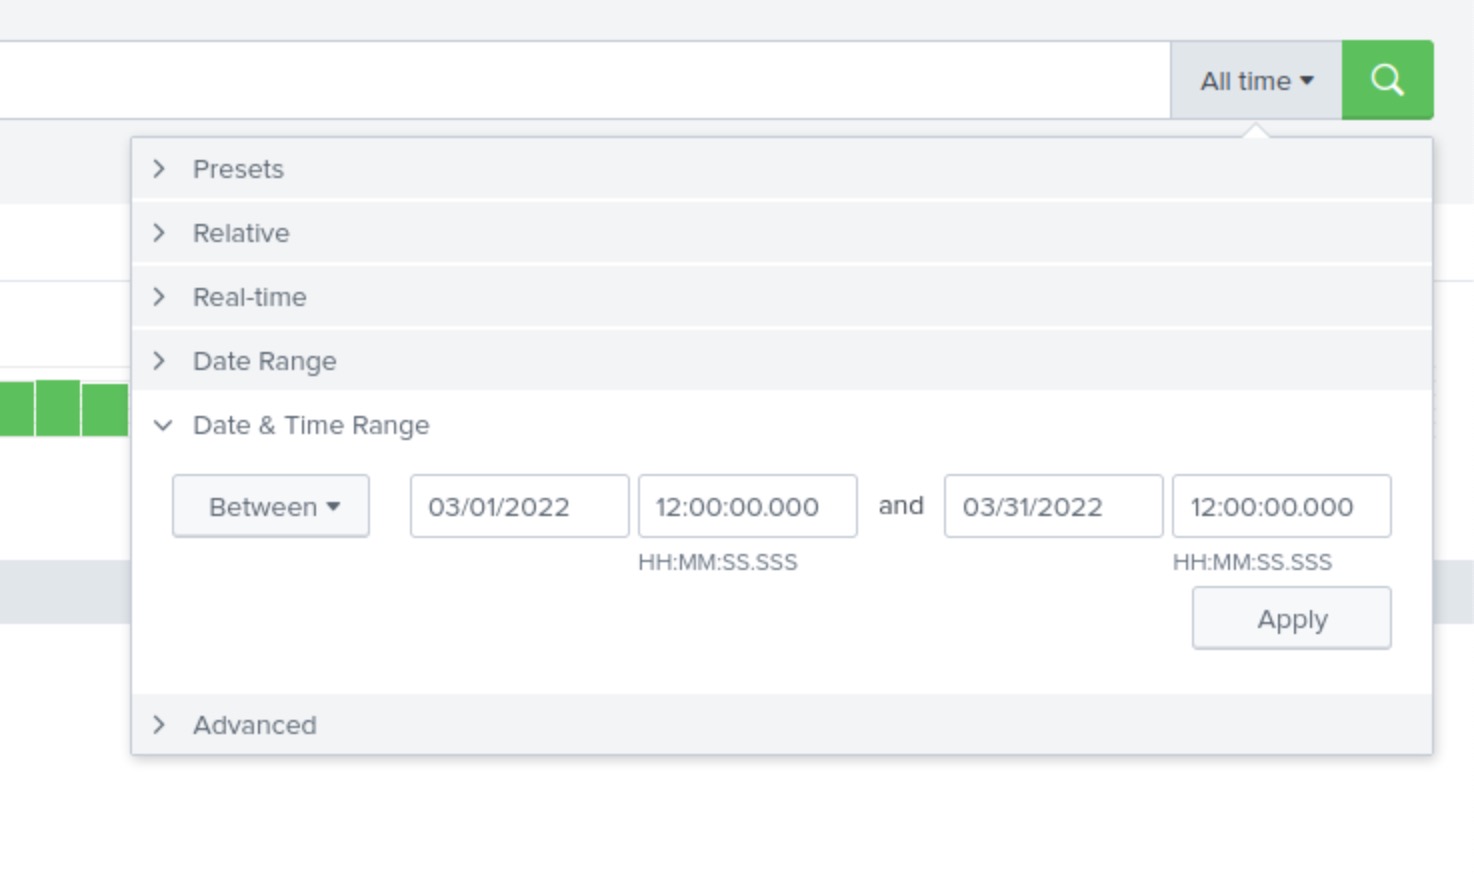 All time
Presets
Relative
Real-time
Date Range
Date & Time Range
Between 03/01/2022 12:00:00.000 and 03/31/2022 12:00:00.000
HH:MM:SS.SSS HH:MM:SS.SSS
Apply
Advanced